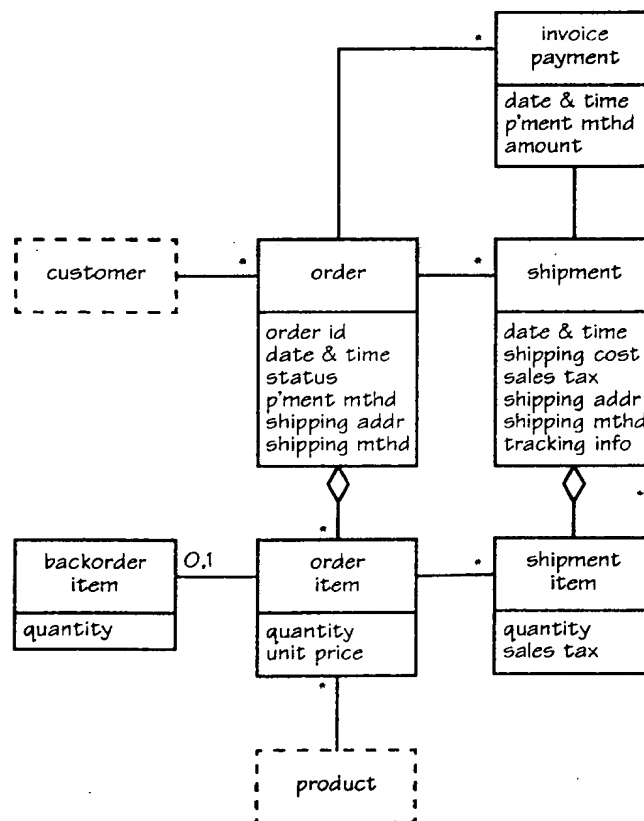 *
invoice
payment
date & time
p'ment mthd
amount
customer
*
order
*
shipment
order id
date & time
status
p'ment mthd
shipping addr
shipping mthd
date & time
shipping cost
sales tax
shipping addr
shipping mthd
tracking info
*
*
backorder
item
0,1
order
item
*
shipment
item
quantity
quantity
unit price
quantity
sales tax
*
product